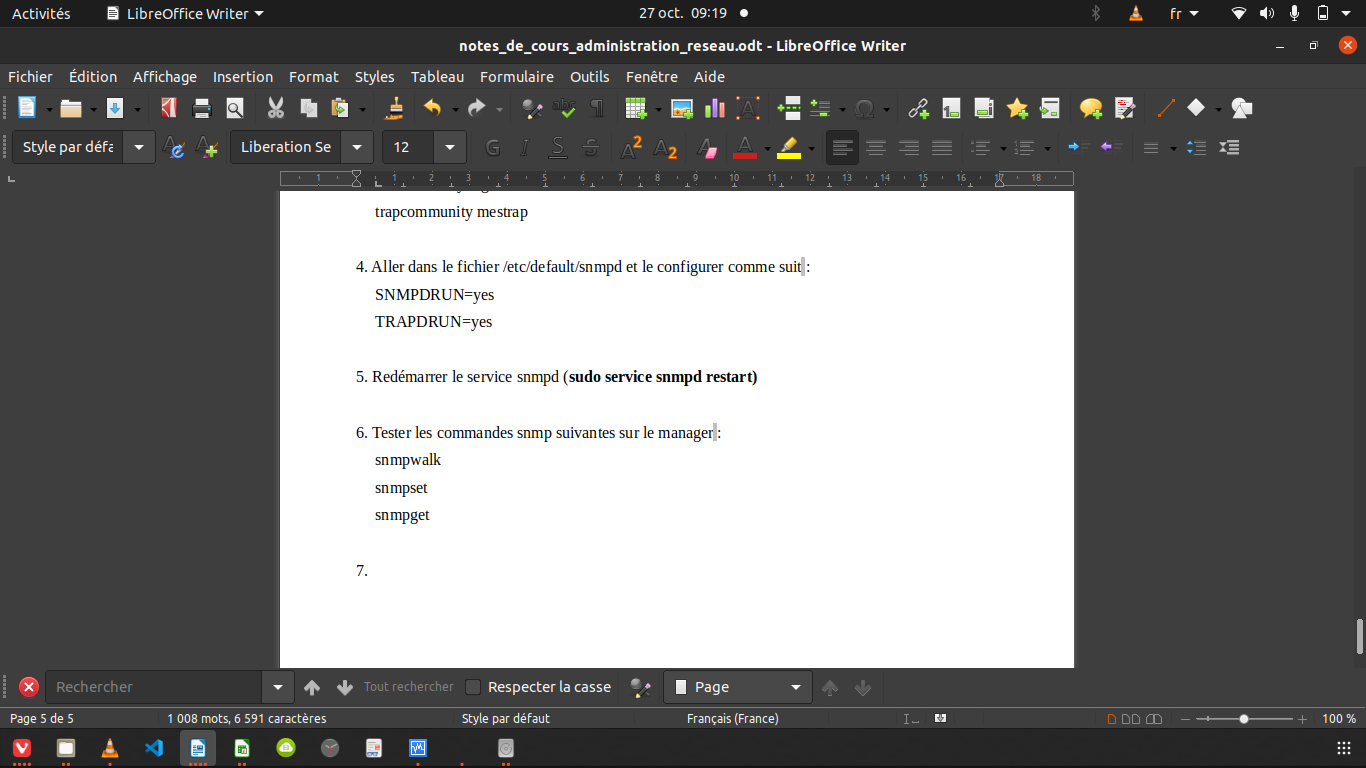 Activités LibreOffice Writer 27 oct. 09:19 fr
notes_de_cours_administration_reseau.odt - LibreOffice Writer
Fichier Édition Affichage Insertion Format Styles Tableau Formulaire Outils Fenêtre Aide
Style par défa Liberation Se 12 G I S S
1 1 2 3 4 5 6 7 8 9 10 11 12 13 14 15 16 17 18
trapcommunity mestrap
4. Aller dans le fichier /etc/default/snmpd et le configurer comme suit :
SNMPDRUN=yes
TRAPDRUN=yes
5. Redémarrer le service snmpd (sudo service snmpd restart)
6. Tester les commandes snmp suivantes sur le manager :
snmpwalk
snmpset
snmpget
7.
Rechercher Tout rechercher Respecter la casse Page
Page 5 de 5 1 008 mots, 6 591 caractères Style par défaut Français (France) 100 %